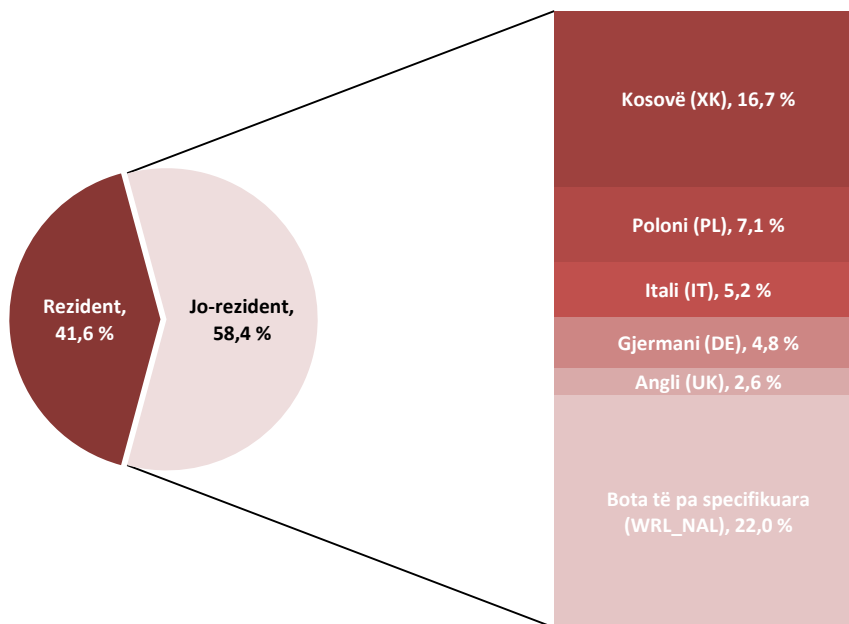 Rezident,
41,6 %
Jo-rezident,
58,4 %
Kosovë (XK), 16,7 %
Poloni (PL), 7,1 %
Itali (IT), 5,2 %
Gjermani (DE), 4,8 %
Angli (UK), 2,6 %
Bota të pa specifikuara
(WRL_NAL), 22,0 %